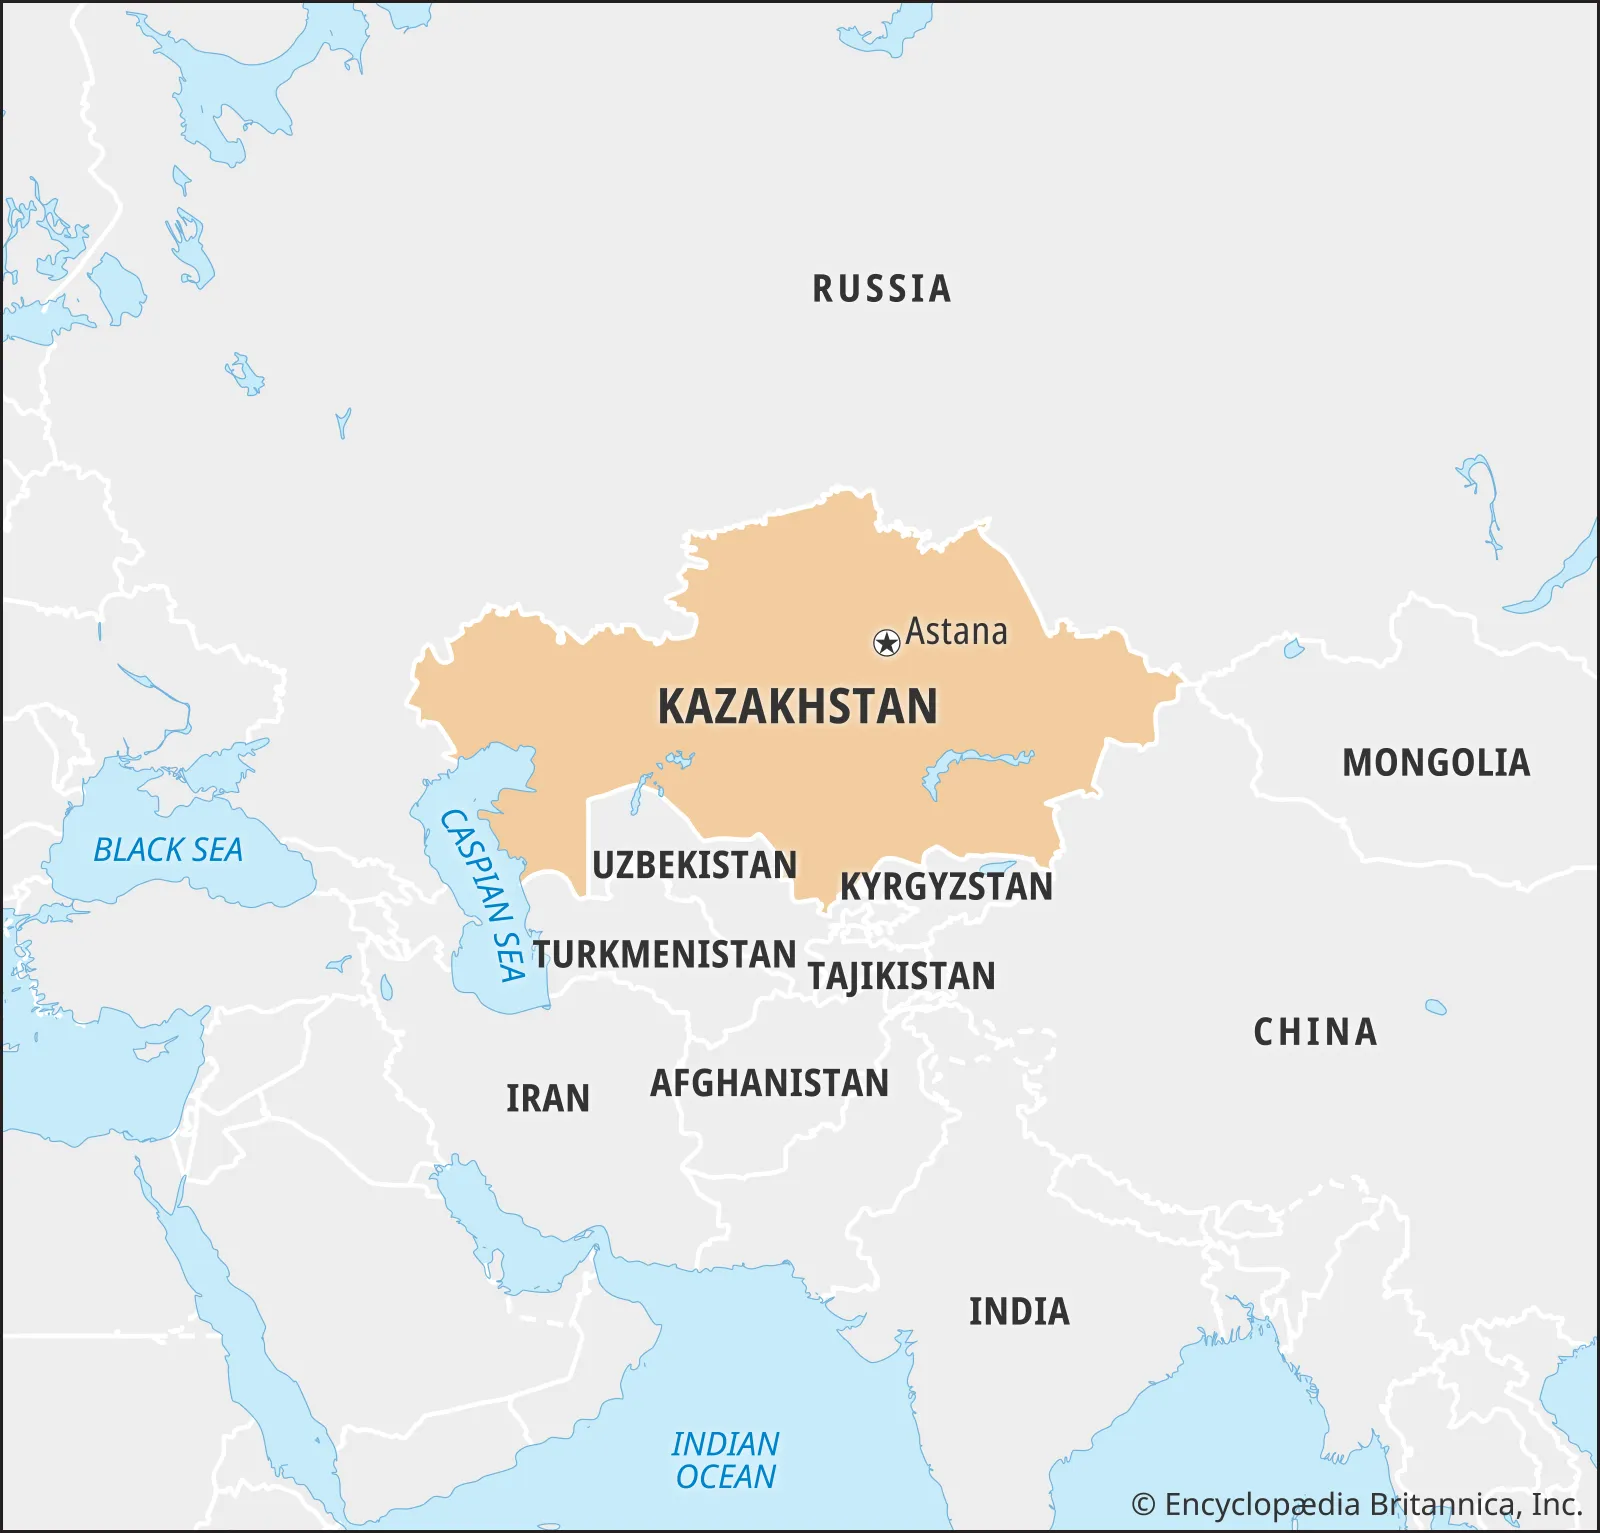 RUSSIA
Astana
KAZAKHSTAN
MONGOLIA
BLACK SEA
CASPIAN SEA
UZBEKISTAN
KYRGYZSTAN
TURKMENISTAN
TAJIKISTAN
CHINA
IRAN
AFGHANISTAN
INDIA
INDIAN
OCEAN
© Encyclopædia Britannica, Inc.